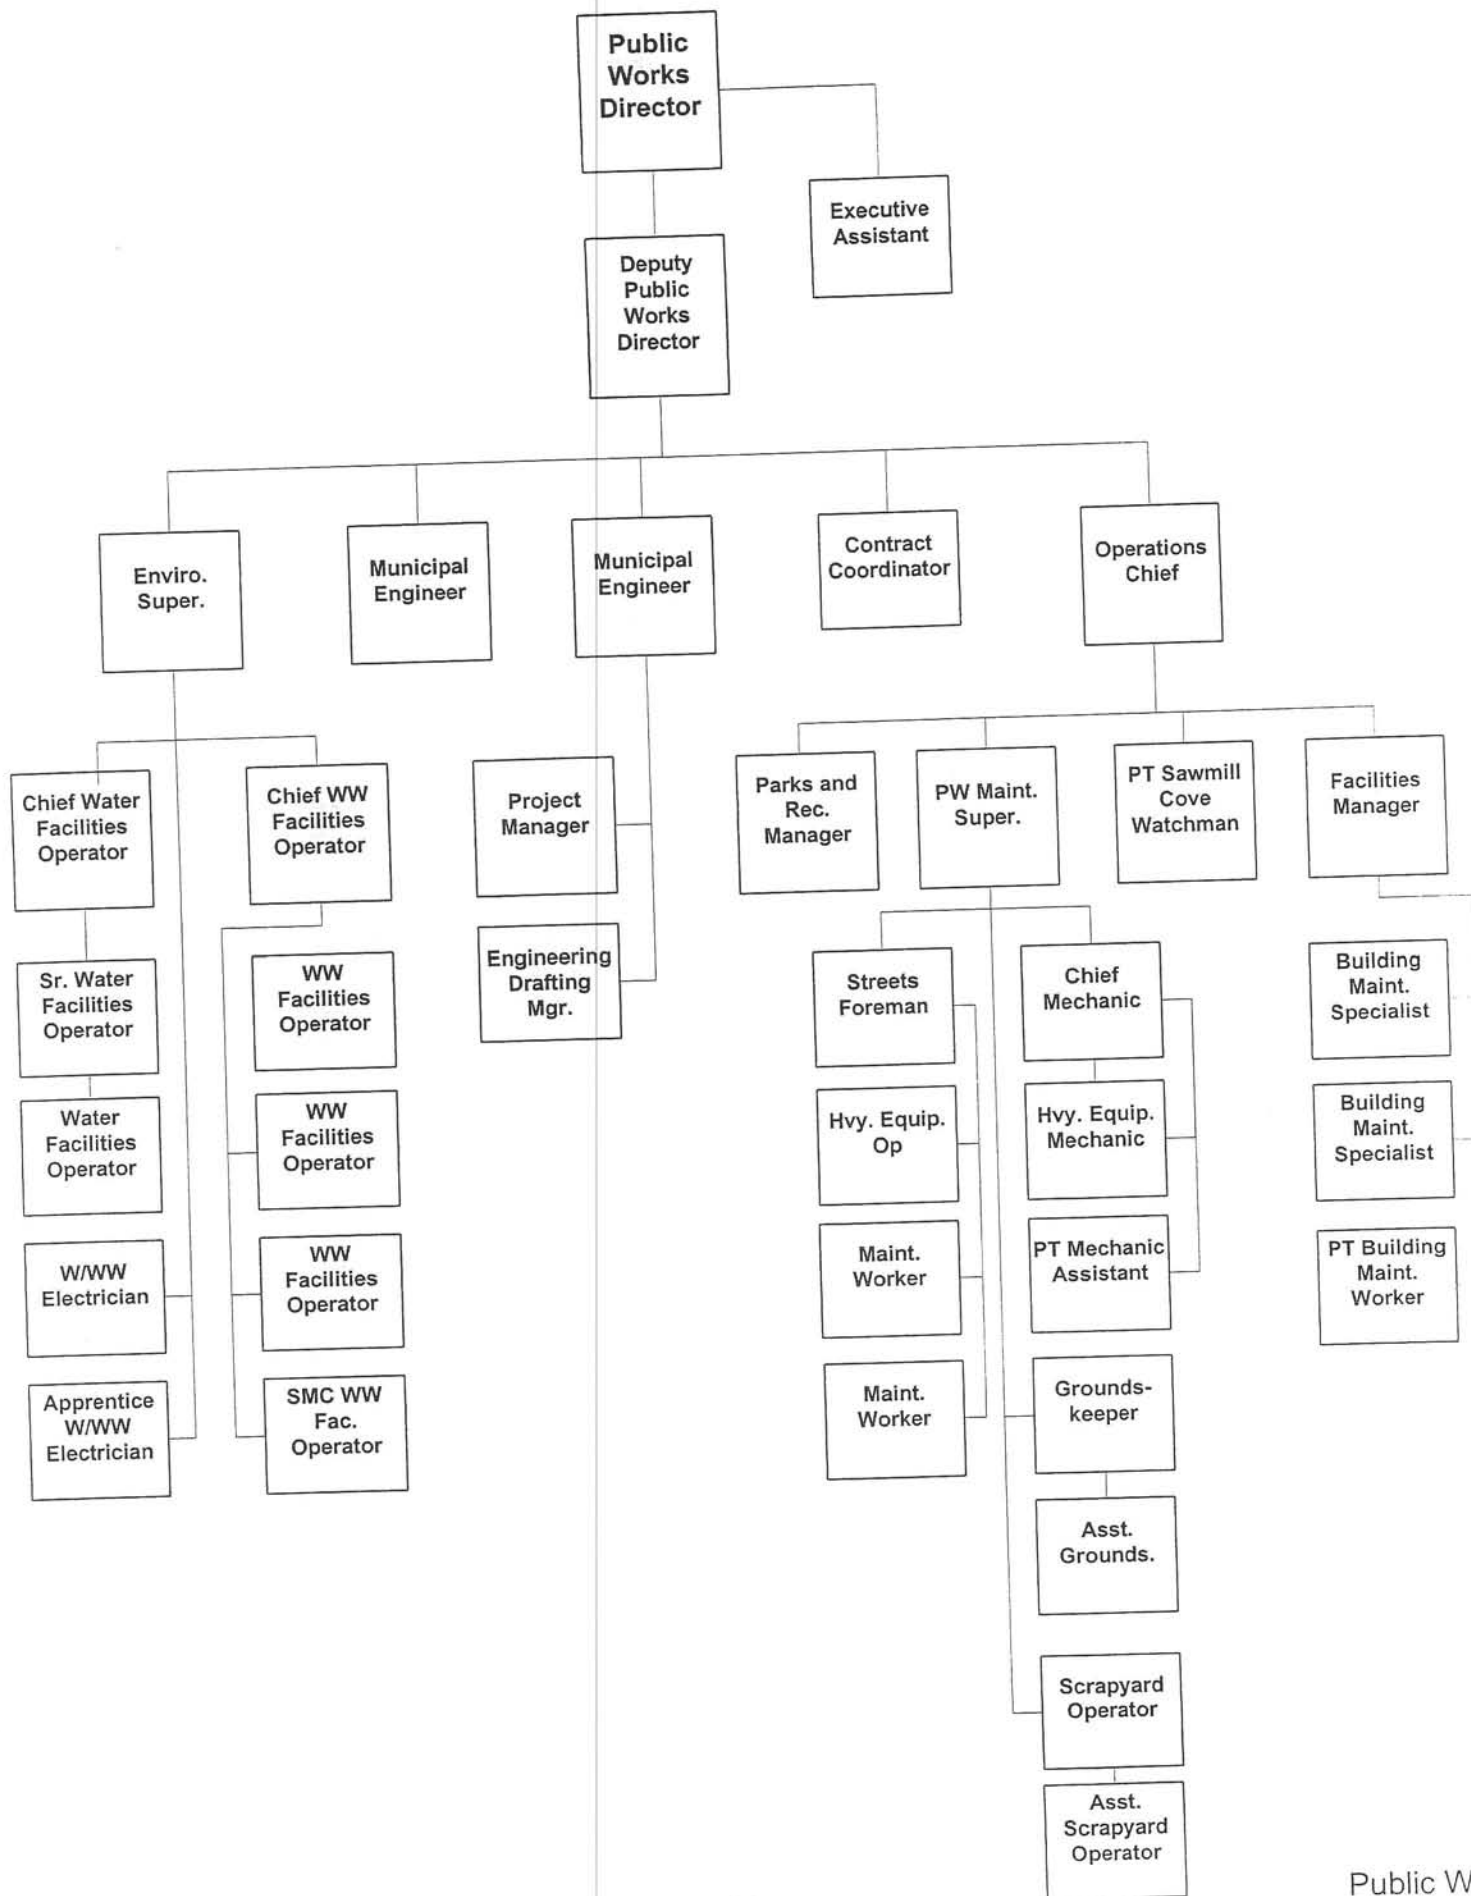 Public
Works
Director
Executive
Assistant
Deputy
Public
Works
Director
Enviro.
Super.
Municipal
Engineer
Municipal
Engineer
Contract
Coordinator
Operations
Chief
Chief Water
Facilities
Operator
Chief WW
Facilities
Operator
Project
Manager
Parks and
Rec.
Manager
PW Maint.
Super.
PT Sawmill
Cove
Watchman
Facilities
Manager
Sr. Water
Facilities
Operator
WW
Facilities
Operator
Engineering
Drafting
Mgr.
Streets
Foreman
Chief
Mechanic
Building
Maint.
Specialist
Water
Facilities
Operator
WW
Facilities
Operator
Hvy. Equip.
Op
Hvy. Equip.
Mechanic
Building
Maint.
Specialist
W/WW
Electrician
WW
Facilities
Operator
Maint.
Worker
PT Mechanic
Assistant
PT Building
Maint.
Worker
Apprentice
W/WW
Electrician
SMC WW
Fac.
Operator
Maint.
Worker
Grounds-
keeper
Asst.
Grounds.
Scrapyard
Operator
Asst.
Scrapyard
Operator
Public W